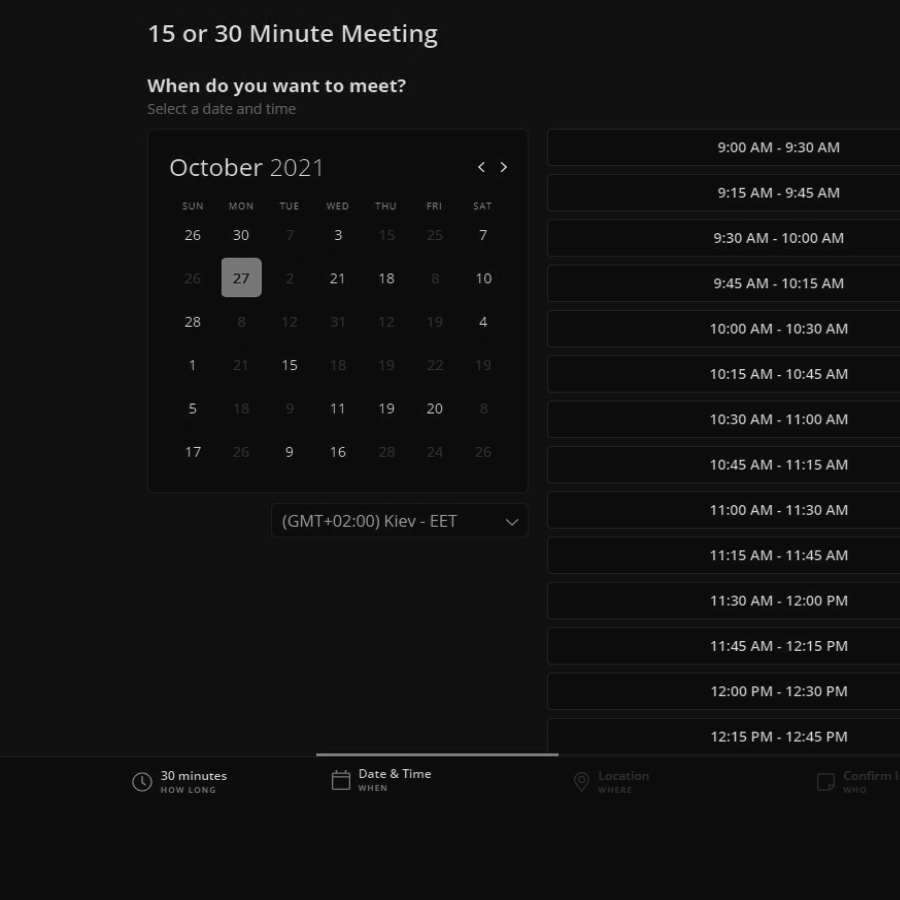 15 or 30 Minute Meeting
When do you want to meet?
Select a date and time
October 2021
SUN MON TUE WED THU FRI SAT
26 30 7 3 15 25 7
26 27 2 21 18 8 10
28 8 12 31 12 19 4
1 21 15 18 19 22 19
5 18 9 11 19 20 8
17 26 9 16 28 24 26
(GMT+02:00) Kiev - EET
9:00 AM - 9:30 AM
9:15 AM - 9:45 AM
9:30 AM - 10:00 AM
9:45 AM - 10:15 AM
10:00 AM - 10:30 AM
10:15 AM - 10:45 AM
10:30 AM - 11:00 AM
10:45 AM - 11:15 AM
11:00 AM - 11:30 AM
11:15 AM - 11:45 AM
11:30 AM - 12:00 PM
11:45 AM - 12:15 PM
12:00 PM - 12:30 PM
12:15 PM - 12:45 PM
30 minutes
HOW LONG
Date & Time
WHEN
Location
WHERE
Confirm
WHO